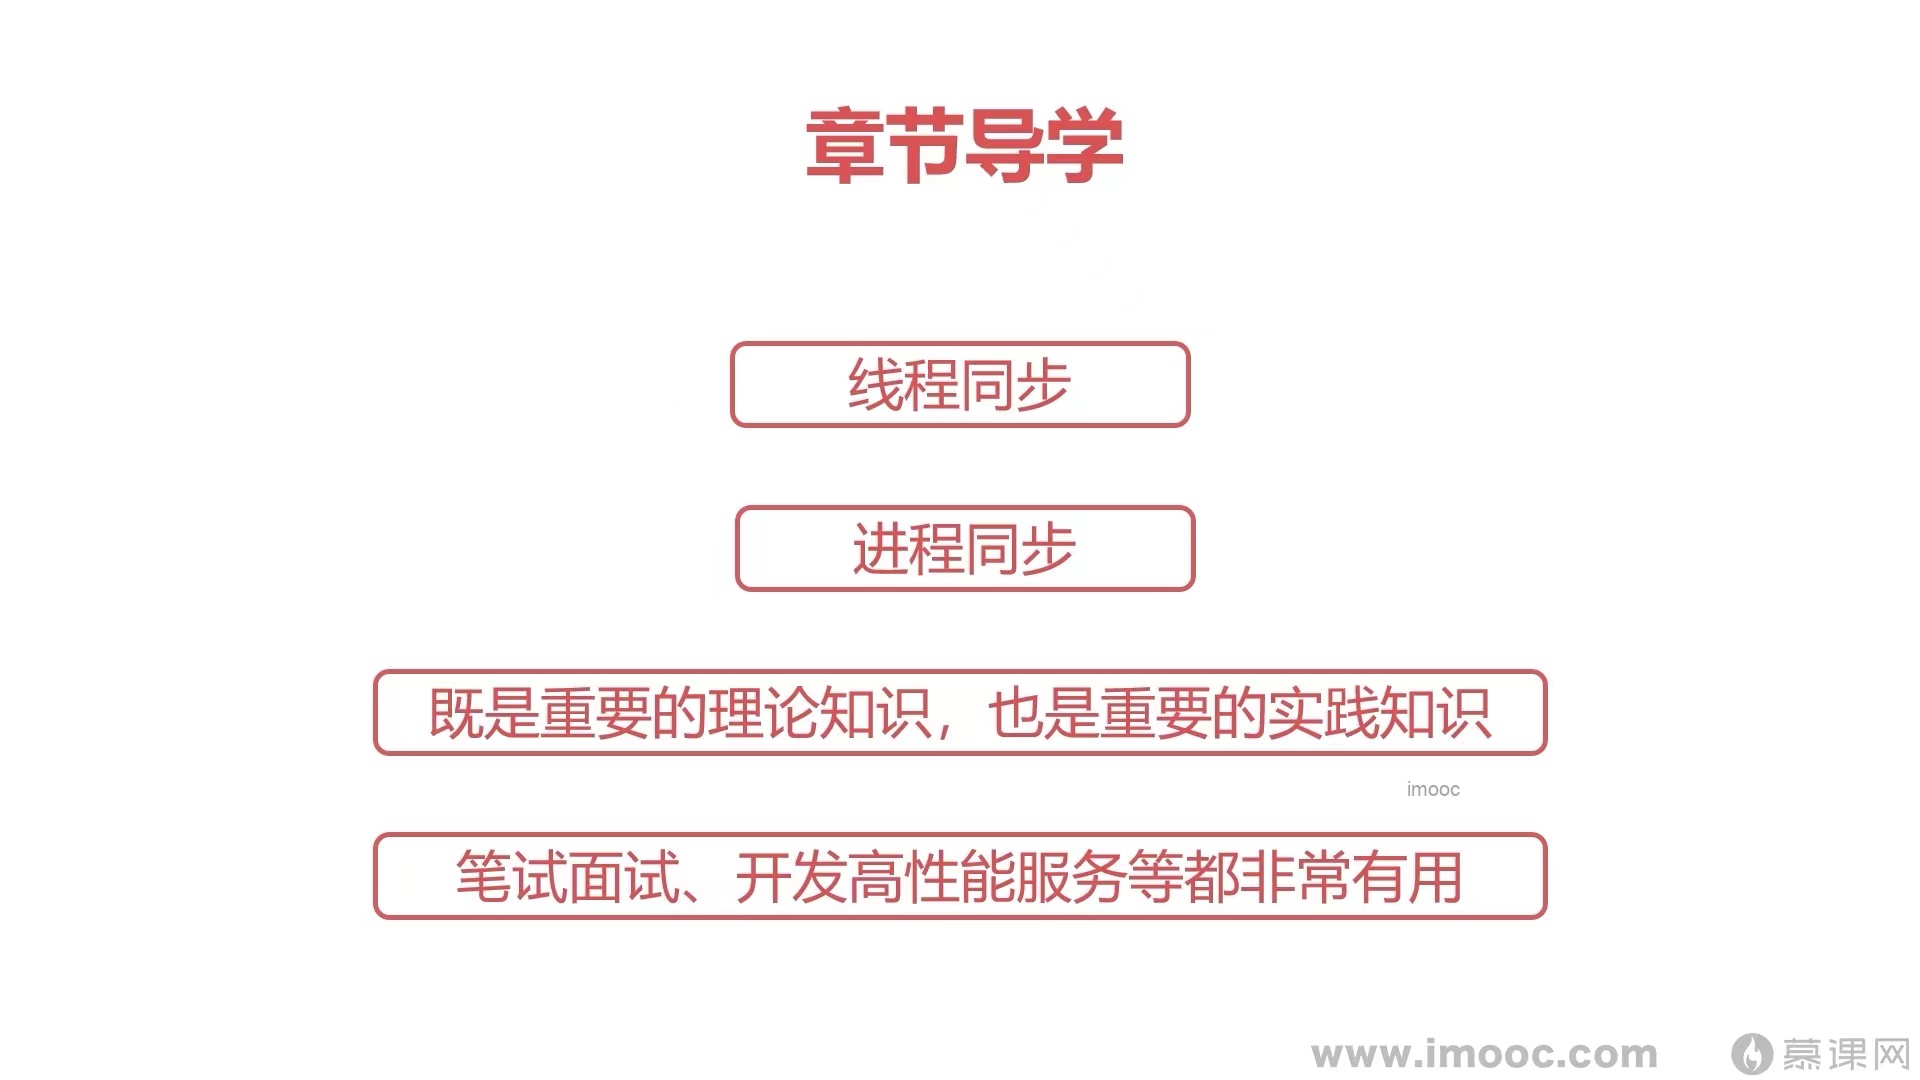 章节导学
线程同步
进程同步
既是重要的理论知识，也是重要的实践知识
imooc
笔试面试、开发高性能服务等都非常有用
www.imooc.com
慕课网